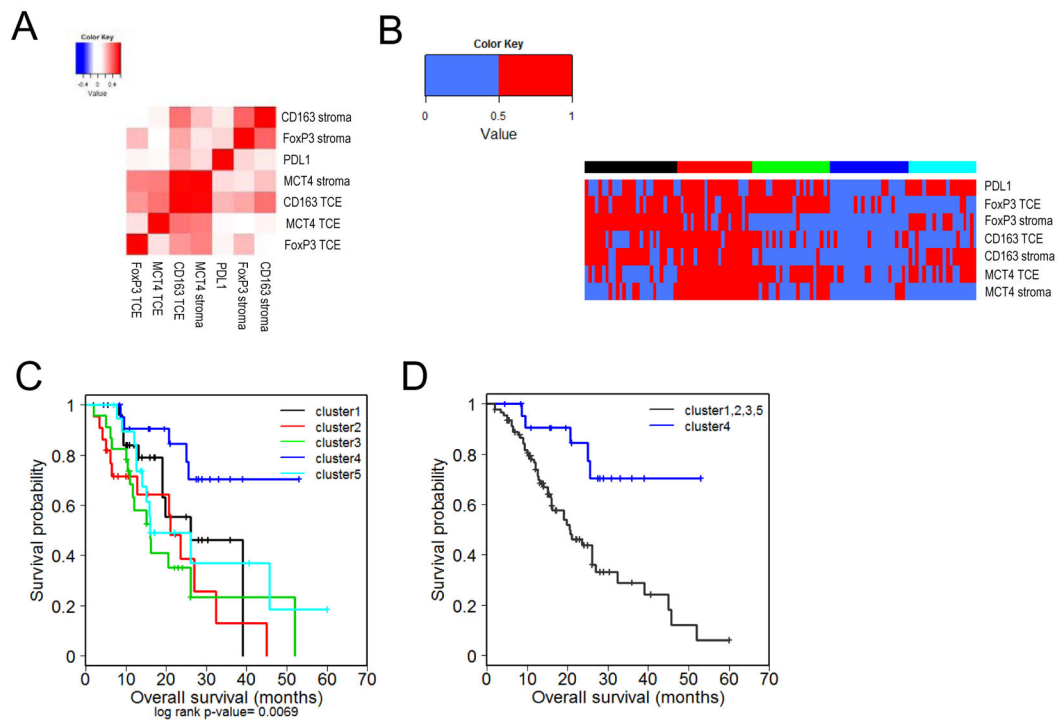 A
Color Key
-0.4 0 0.4
Value
CD163 stroma
FoxP3 stroma
PDL1
MCT4 stroma
CD163 TCE
MCT4 TCE
FoxP3 TCE
FoxP3 TCE
MCT4 TCE
CD163 TCE
MCT4 stroma
PDL1
FoxP3 stroma
CD163 stroma
B
Color Key
0 0.5 1
Value
PDL1
FoxP3 TCE
FoxP3 stroma
CD163 TCE
CD163 stroma
MCT4 TCE
MCT4 stroma
C
Survival probability
1
0.8
0.6
0.4
0.2
0
cluster1
cluster2
cluster3
cluster4
cluster5
0 10 20 30 40 50 60 70
Overall survival (months)
log rank p-value= 0.0069
D
Survival probability
1
0.8
0.6
0.4
0.2
0
cluster1,2,3,5
cluster4
0 10 20 30 40 50 60 70
Overall survival (months)